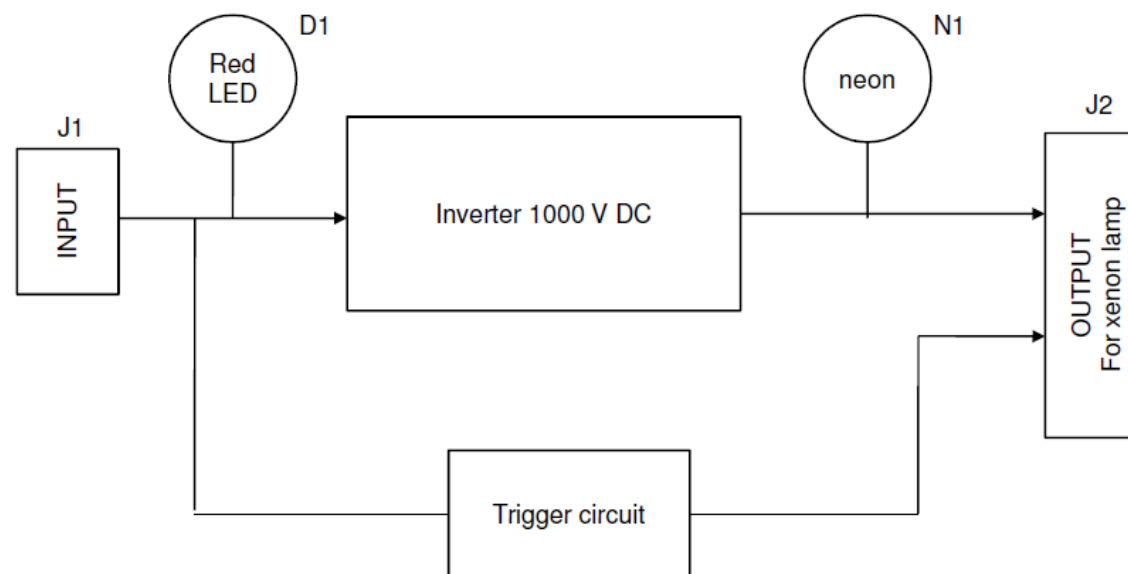 D1
N1
Red
LED
neon
J1
J2
INPUT
Inverter 1000 V DC
OUTPUT
For xenon lamp
Trigger circuit